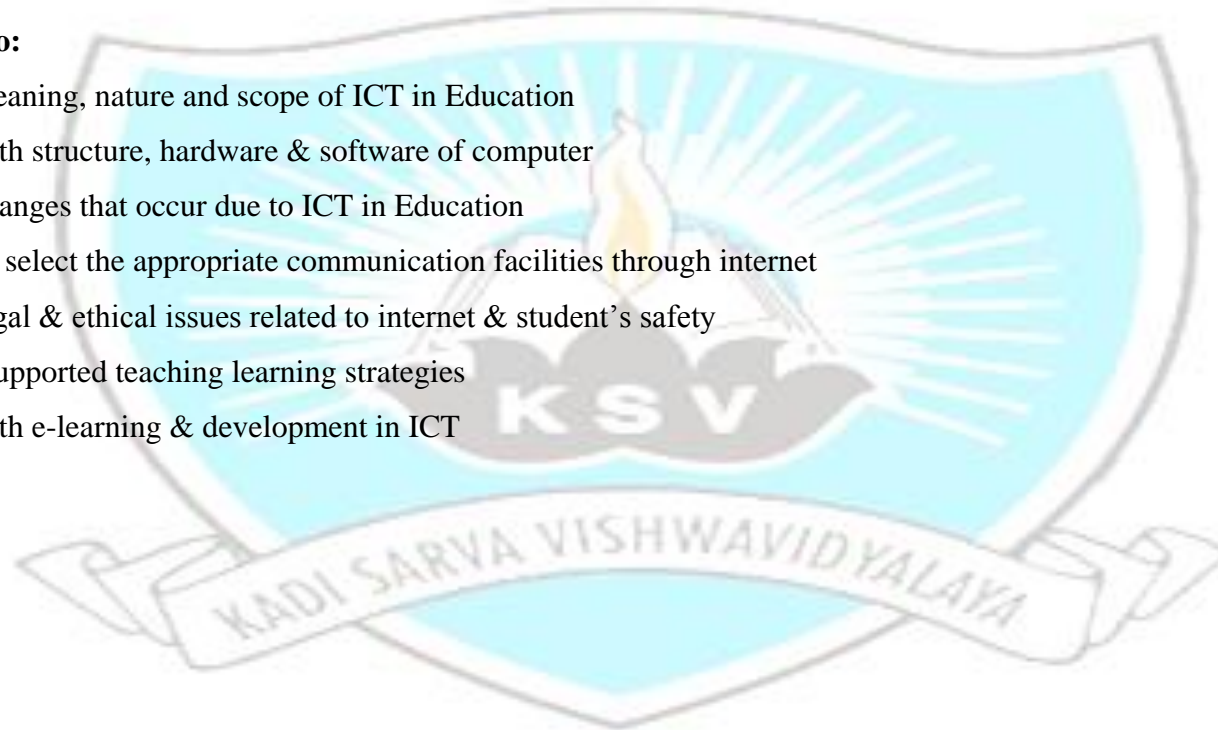 o:
eaning, nature and scope of ICT in Education
th structure, hardware & software of computer
anges that occur due to ICT in Education
select the appropriate communication facilities through internet
gal & ethical issues related to internet & student’s safety
upported teaching learning strategies
th e-learning & development in ICT
KSV
KADI SARVA VISHWAVIDYALAYA